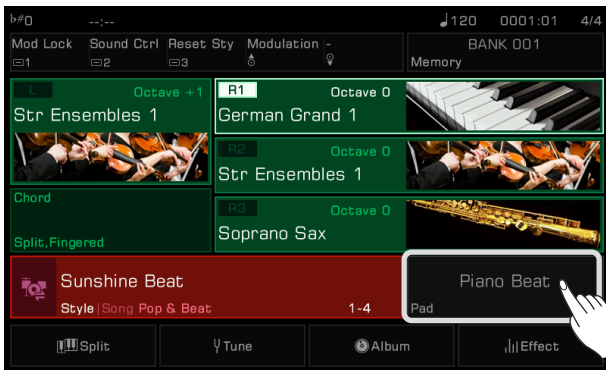 ♭#0 --:-- ♩120 0001:01 4/4
Mod Lock Sound Ctrl Reset Sty Modulation - BANK 001
1 2 3 Memory
L Octave +1
Str Ensembles 1
R1 Octave 0
German Grand 1
R2 Octave 0
Str Ensembles 1
Chord
Split,Fingered
R3 Octave 0
Soprano Sax
Sunshine Beat
Style|Song Pop & Beat 1-4
Piano Beat
Pad
Split Tune Album Effect